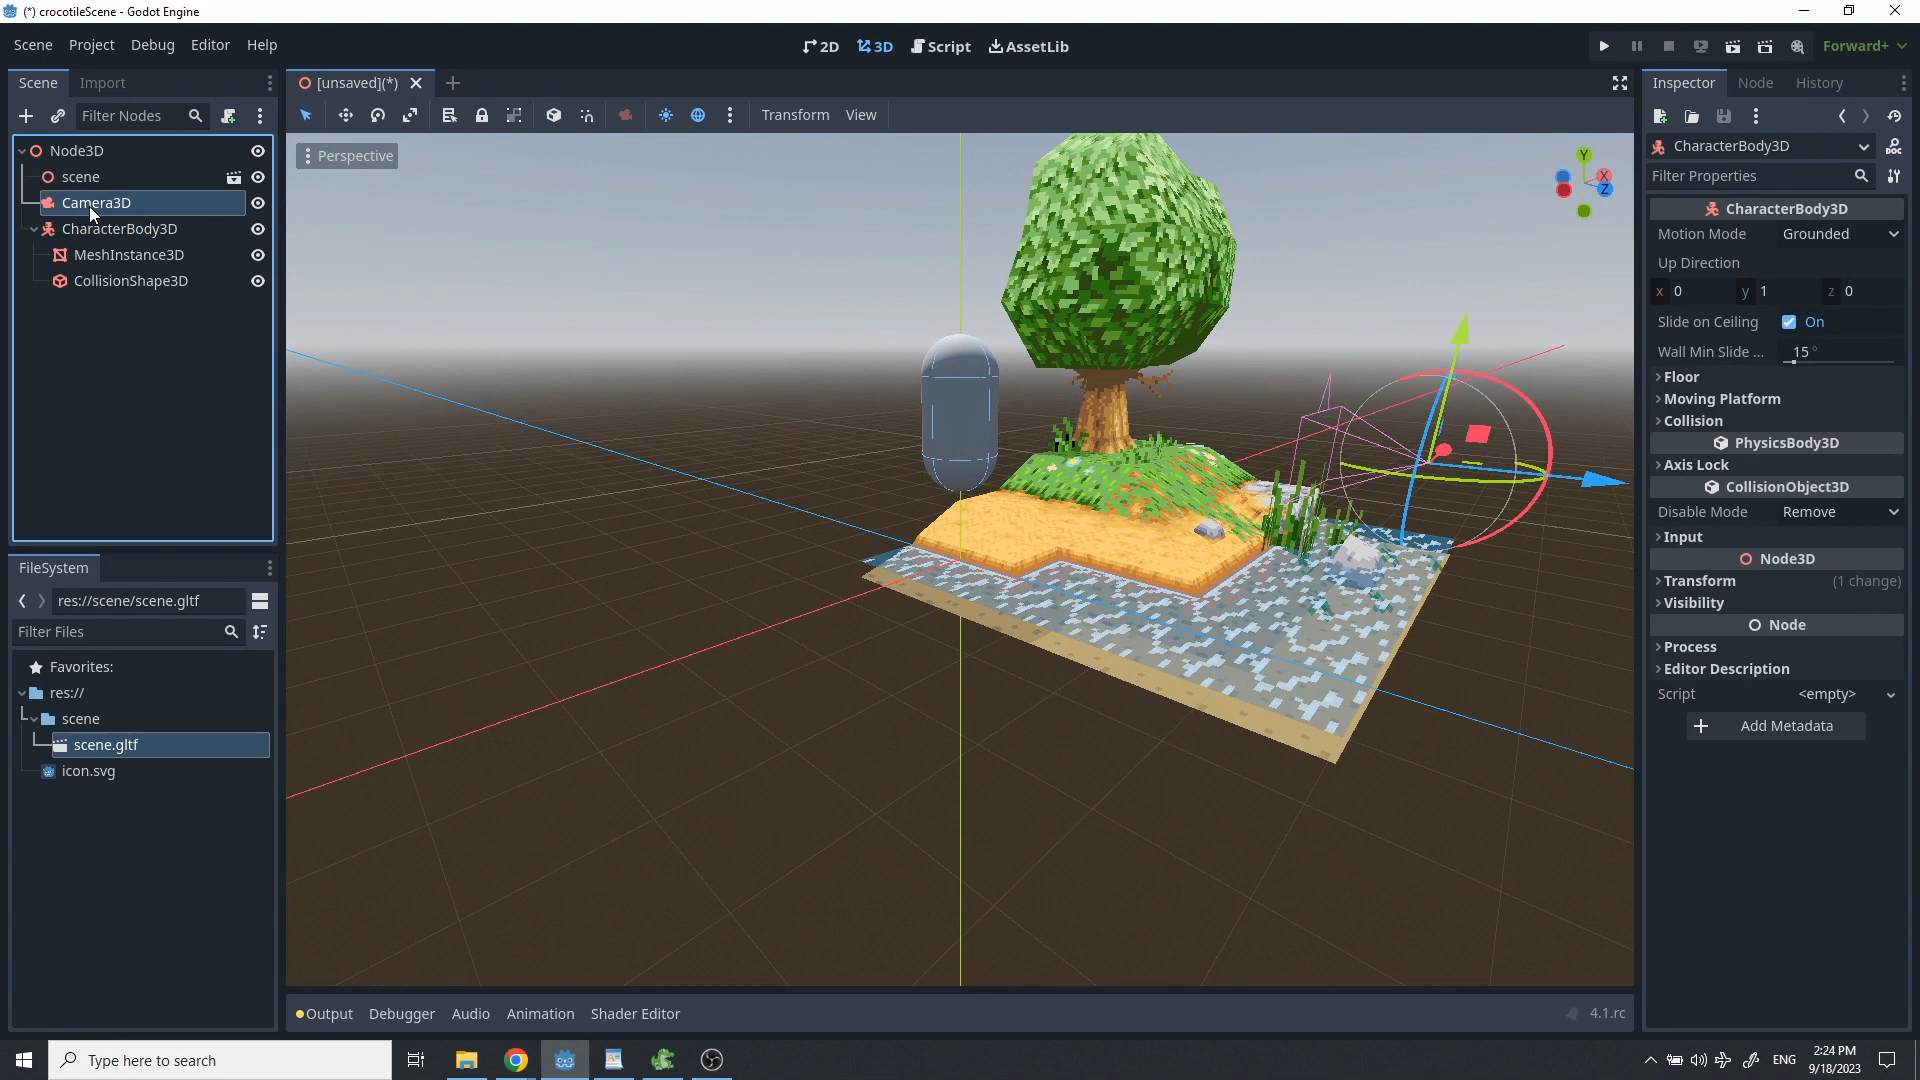 (*) crocotileScene - Godot Engine
Scene Project Debug Editor Help
2D 3D Script AssetLib
Forward+
Scene Import
[unsaved](*)
Inspector Node History
Filter Nodes
Transform View
Node3D
scene
Camera3D
CharacterBody3D
MeshInstance3D
CollisionShape3D
Perspective
Y
X
Z
CharacterBody3D
Filter Properties
CharacterBody3D
Motion Mode Grounded
Up Direction
x 0 y 1 z 0
Slide on Ceiling On
Wall Min Slide ... 15 °
Floor
Moving Platform
Collision
PhysicsBody3D
Axis Lock
CollisionObject3D
Disable Mode Remove
Input
Node3D
Transform (1 change)
Visibility
Node
Process
Editor Description
Script <empty>
Add Metadata
FileSystem
res://scene/scene.gltf
Filter Files
Favorites:
res://
scene
scene.gltf
icon.svg
Output Debugger Audio Animation Shader Editor
4.1.rc
Type here to search
ENG
2:24 PM
9/18/2023